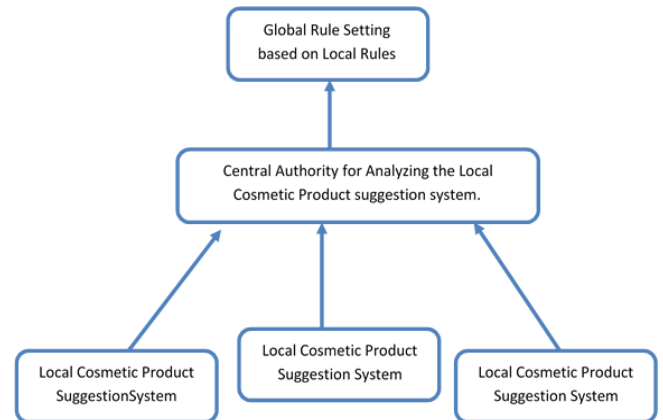 Global Rule Setting
based on Local Rules
Central Authority for Analyzing the Local
Cosmetic Product suggestion system.
Local Cosmetic Product
SuggestionSystem
Local Cosmetic Product
Suggestion System
Local Cosmetic Product
Suggestion System